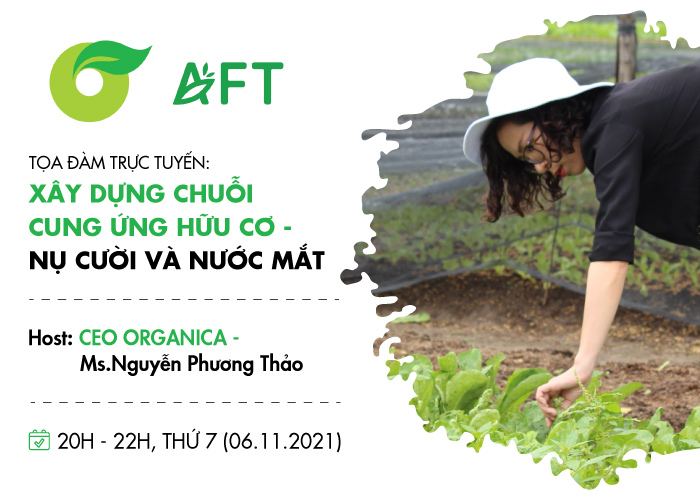 AFT
TỌA ĐÀM TRỰC TUYẾN:
XÂY DỰNG CHUỖI
CUNG ỨNG HỮU CƠ -
NỤ CƯỜI VÀ NƯỚC MẮT
Host: CEO ORGANICA -
Ms.Nguyễn Phương Thảo
20H - 22H, THỨ 7 (06.11.2021)